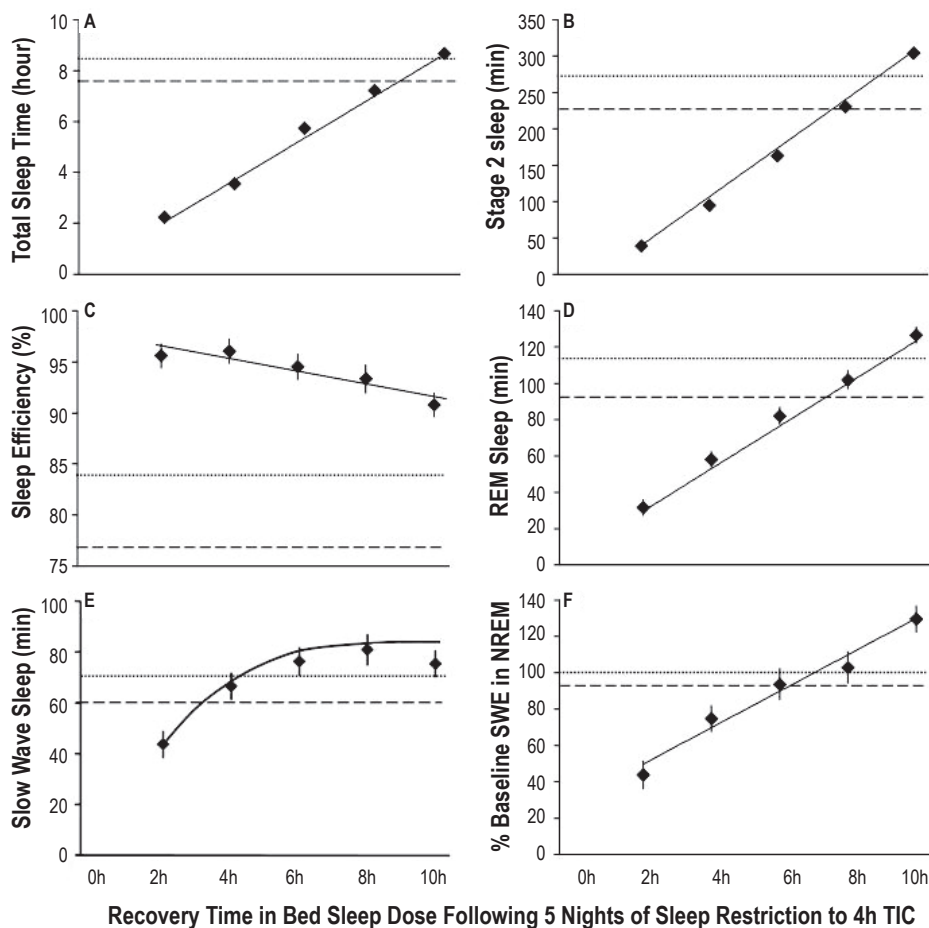 A
Total Sleep Time (hour)
10
8
6
4
2
0
B
Stage 2 sleep (min)
350
300
250
200
150
100
50
0
C
Sleep Efficiency (%)
100
95
90
85
80
75
D
REM Sleep (min)
140
120
100
80
60
40
20
0
E
Slow Wave Sleep (min)
100
80
60
40
20
0
0h 2h 4h 6h 8h 10h
F
% Baseline SWE in NREM
140
120
100
80
60
40
20
0
0h 2h 4h 6h 8h 10h
Recovery Time in Bed Sleep Dose Following 5 Nights of Sleep Restriction to 4h TIC